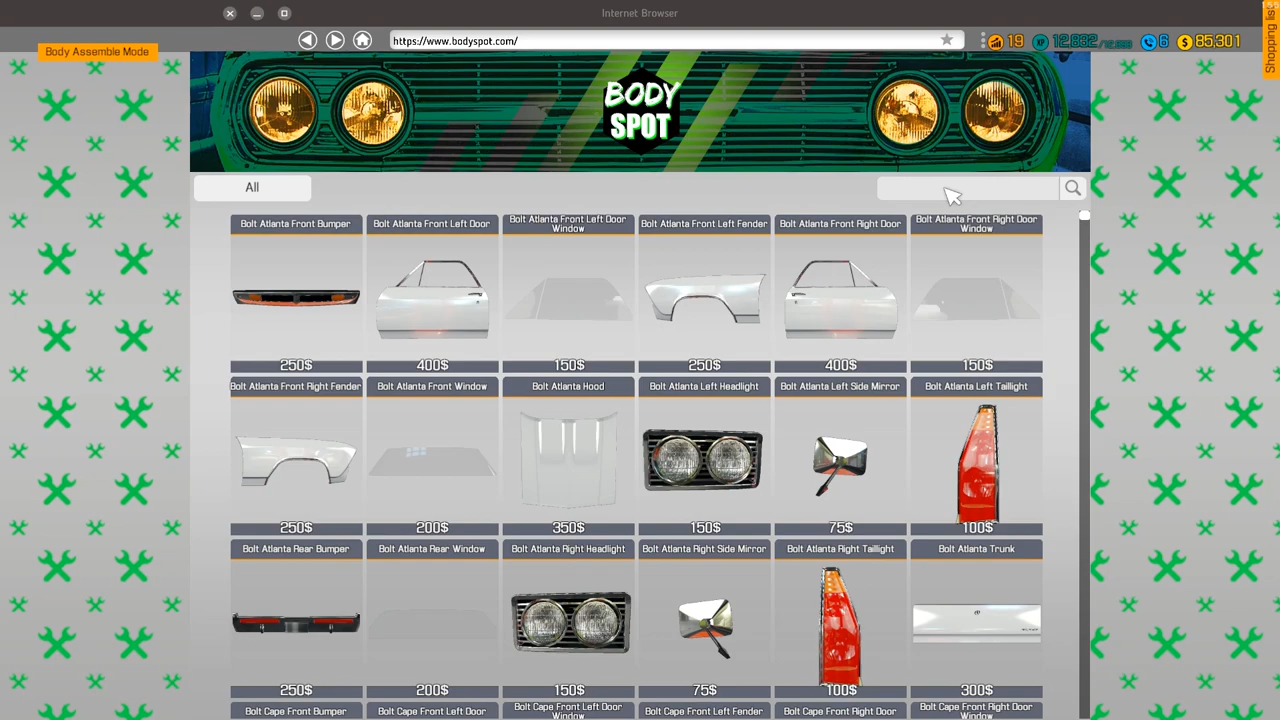 Internet Browser
Body Assemble Mode
https://www.bodyspot.com/
19
XP
6
$
85,301
Shopping list
BODY
SPOT
All
Bolt Atlanta Front Bumper
Bolt Atlanta Front Left Door
Bolt Atlanta Front Left Door
Window
Bolt Atlanta Front Left Fender
Bolt Atlanta Front Right Door
Bolt Atlanta Front Right Door
Window
250$
400$
150$
250$
400$
150$
Bolt Atlanta Front Right Fender
Bolt Atlanta Front Window
Bolt Atlanta Hood
Bolt Atlanta Left Headlight
Bolt Atlanta Left Side Mirror
Bolt Atlanta Left Taillight
250$
200$
350$
150$
75$
100$
Bolt Atlanta Rear Bumper
Bolt Atlanta Rear Window
Bolt Atlanta Right Headlight
Bolt Atlanta Right Side Mirror
Bolt Atlanta Right Taillight
Bolt Atlanta Trunk
250$
200$
150$
75$
100$
300$
Bolt Cape Front Bumper
Bolt Cape Front Left Door
Bolt Cape Front Left Door
Window
Bolt Cape Front Left Fender
Bolt Cape Front Right Door
Bolt Cape Front Right Door
Window